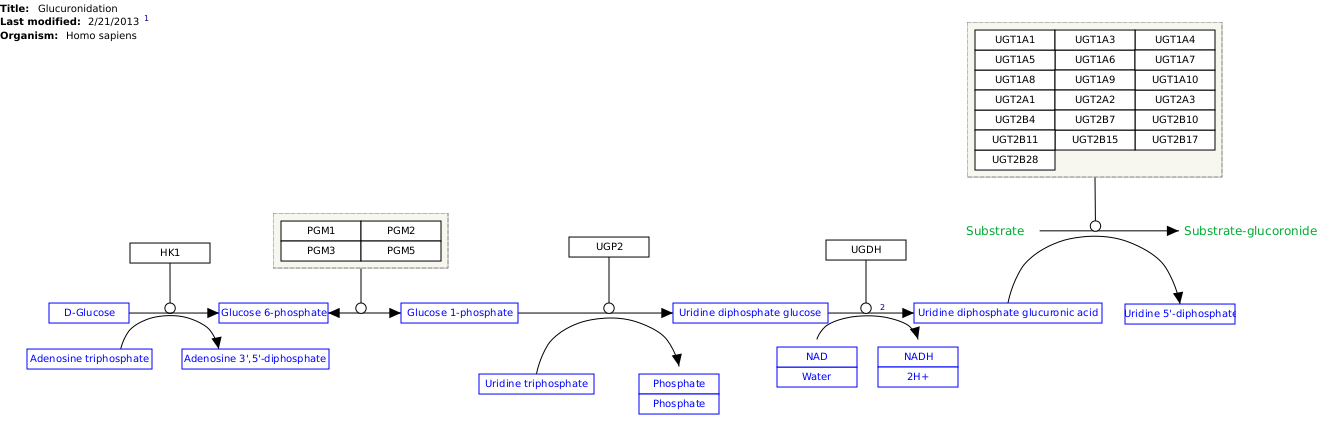 Title: Glucuronidation
Last modified: 2/21/2013 1
Organism: Homo sapiens
UGT1A1 UGT1A3 UGT1A4
UGT1A5 UGT1A6 UGT1A7
UGT1A8 UGT1A9 UGT1A10
UGT2A1 UGT2A2 UGT2A3
UGT2B4 UGT2B7 UGT2B10
UGT2B11 UGT2B15 UGT2B17
UGT2B28
PGM1 PGM2
PGM3 PGM5
HK1
UGP2
UGDH
Substrate
Substrate-glucoronide
D-Glucose
Glucose 6-phosphate
Glucose 1-phosphate
Uridine diphosphate glucose
2
Uridine diphosphate glucuronic acid
Uridine 5'-diphosphate
Adenosine triphosphate
Adenosine 3',5'-diphosphate
Uridine triphosphate
Phosphate
Phosphate
NAD
Water
NADH
2H+